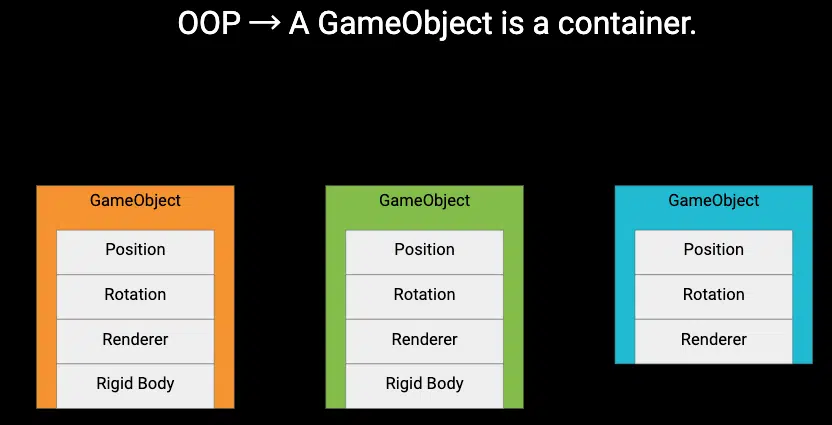 OOP → A GameObject is a container.
GameObject
Position
Rotation
Renderer
Rigid Body
GameObject
Position
Rotation
Renderer
Rigid Body
GameObject
Position
Rotation
Renderer